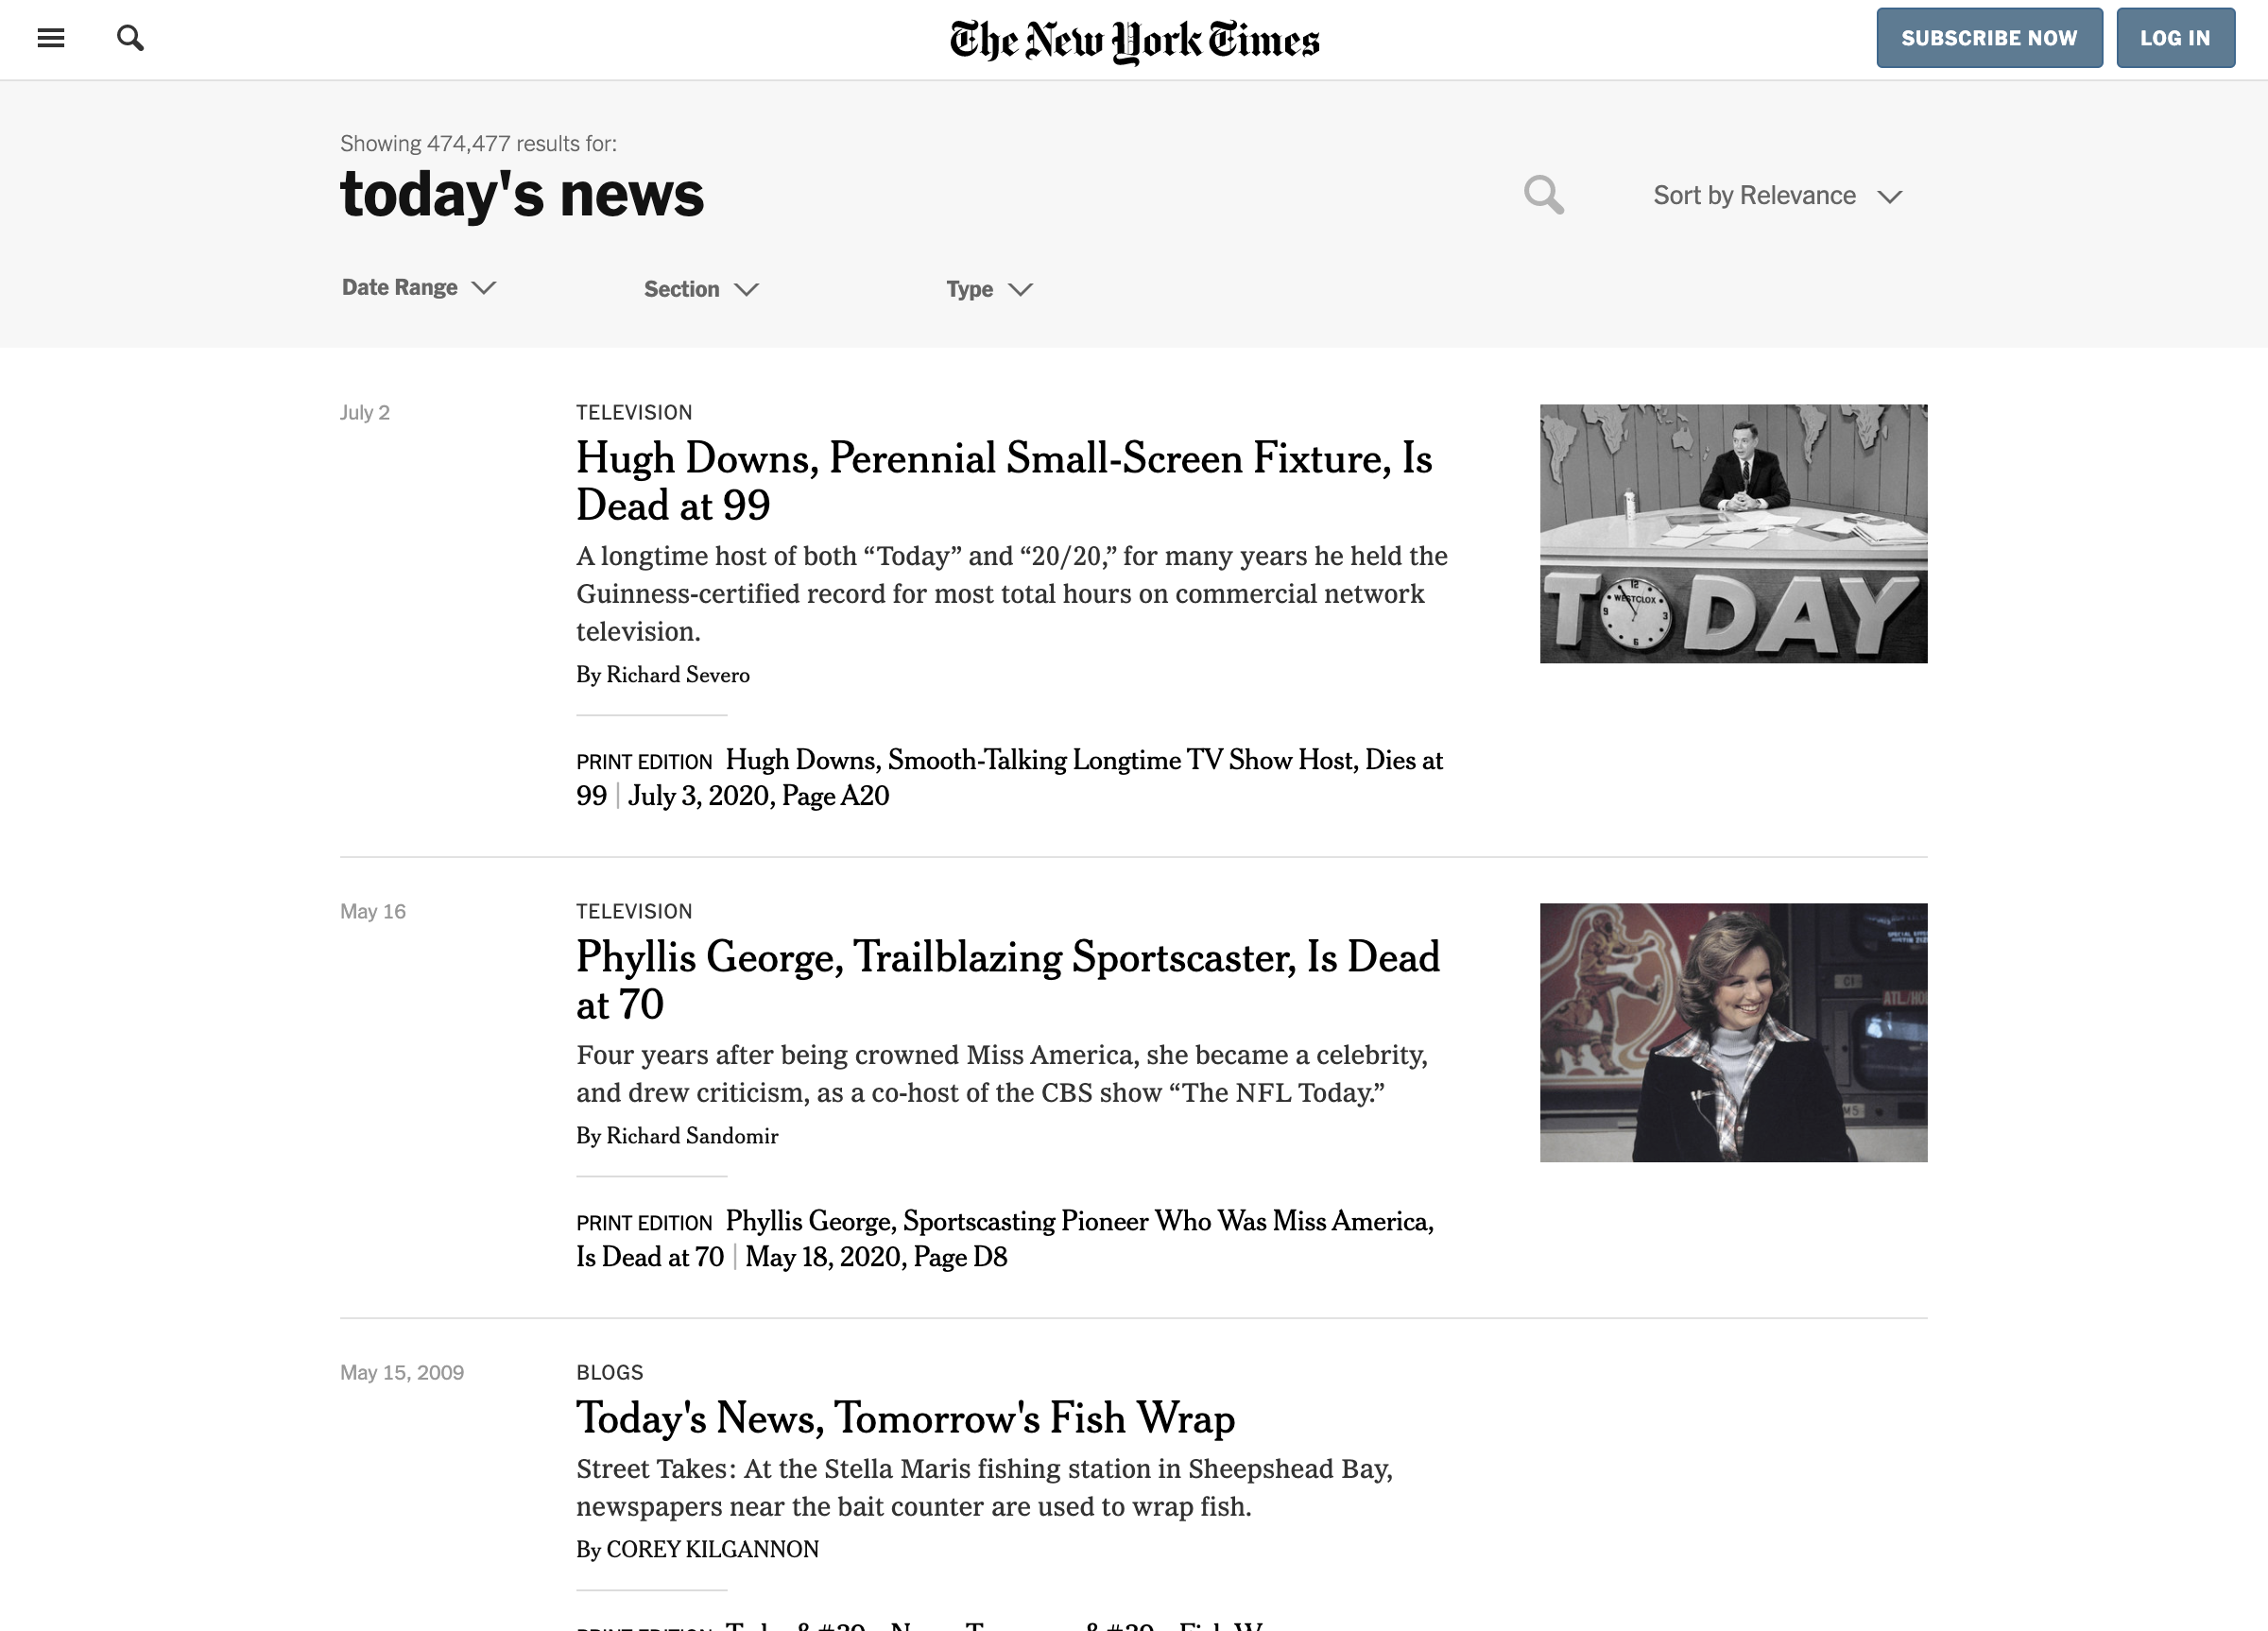 The New York Times
SUBSCRIBE NOW
LOG IN
Showing 474,477 results for:
today's news
Sort by Relevance
Date Range
Section
Type
July 2
TELEVISION
Hugh Downs, Perennial Small-Screen Fixture, Is
Dead at 99
A longtime host of both “Today” and “20/20,” for many years he held the
Guinness-certified record for most total hours on commercial network
television.
By Richard Severo
PRINT EDITION Hugh Downs, Smooth-Talking Longtime TV Show Host, Dies at
99 | July 3, 2020, Page A20
12
WESTCLOX
9
3
6
TODAY
May 16
TELEVISION
Phyllis George, Trailblazing Sportscaster, Is Dead
at 70
Four years after being crowned Miss America, she became a celebrity,
and drew criticism, as a co-host of the CBS show “The NFL Today.”
By Richard Sandomir
PRINT EDITION Phyllis George, Sportscasting Pioneer Who Was Miss America,
Is Dead at 70 | May 18, 2020, Page D8
May 15, 2009
BLOGS
Today's News, Tomorrow's Fish Wrap
Street Takes: At the Stella Maris fishing station in Sheepshead Bay,
newspapers near the bait counter are used to wrap fish.
By COREY KILGANNON